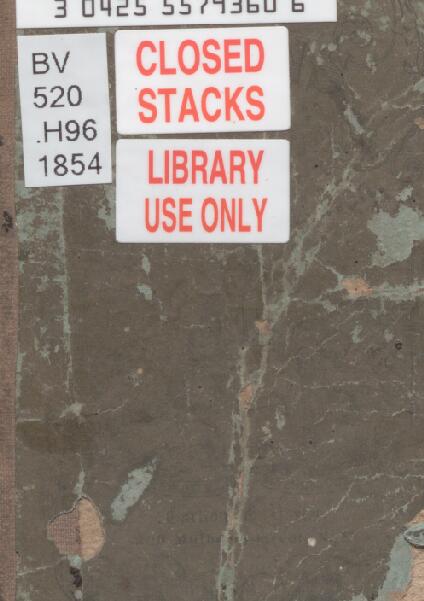 3 0425 5579360 6
BV
520
.H96
1854
CLOSED
STACKS
LIBRARY
USE ONLY